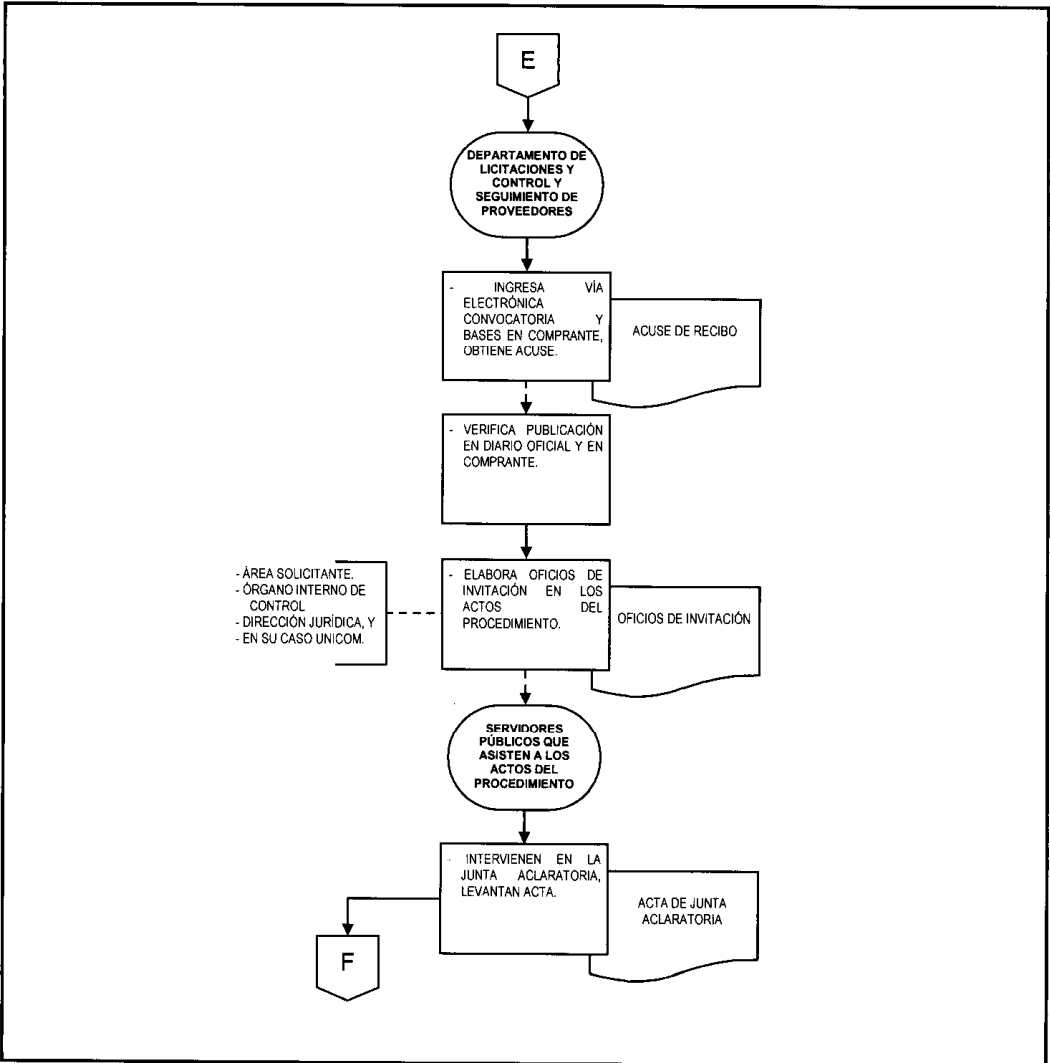 E
DEPARTAMENTO DE
LICITACIONES Y
CONTROL Y
SEGUIMIENTO DE
PROVEEDORES
- INGRESA VÍA
ELECTRÓNICA
CONVOCATORIA Y
BASES EN COMPRANTE,
OBTIENE ACUSE.
ACUSE DE RECIBO
- VERIFICA PUBLICACIÓN
EN DIARIO OFICIAL Y EN
COMPRANTE.
- ÁREA SOLICITANTE.
- ÓRGANO INTERNO DE
CONTROL
- DIRECCIÓN JURÍDICA, Y
- EN SU CASO UNICOM.
- ELABORA OFICIOS DE
INVITACIÓN EN LOS
ACTOS DEL
PROCEDIMIENTO.
OFICIOS DE INVITACIÓN
SERVIDORES
PÚBLICOS QUE
ASISTEN A LOS
ACTOS DEL
PROCEDIMIENTO
- INTERVIENEN EN LA
JUNTA ACLARATORIA,
LEVANTAN ACTA.
ACTA DE JUNTA
ACLARATORIA
F